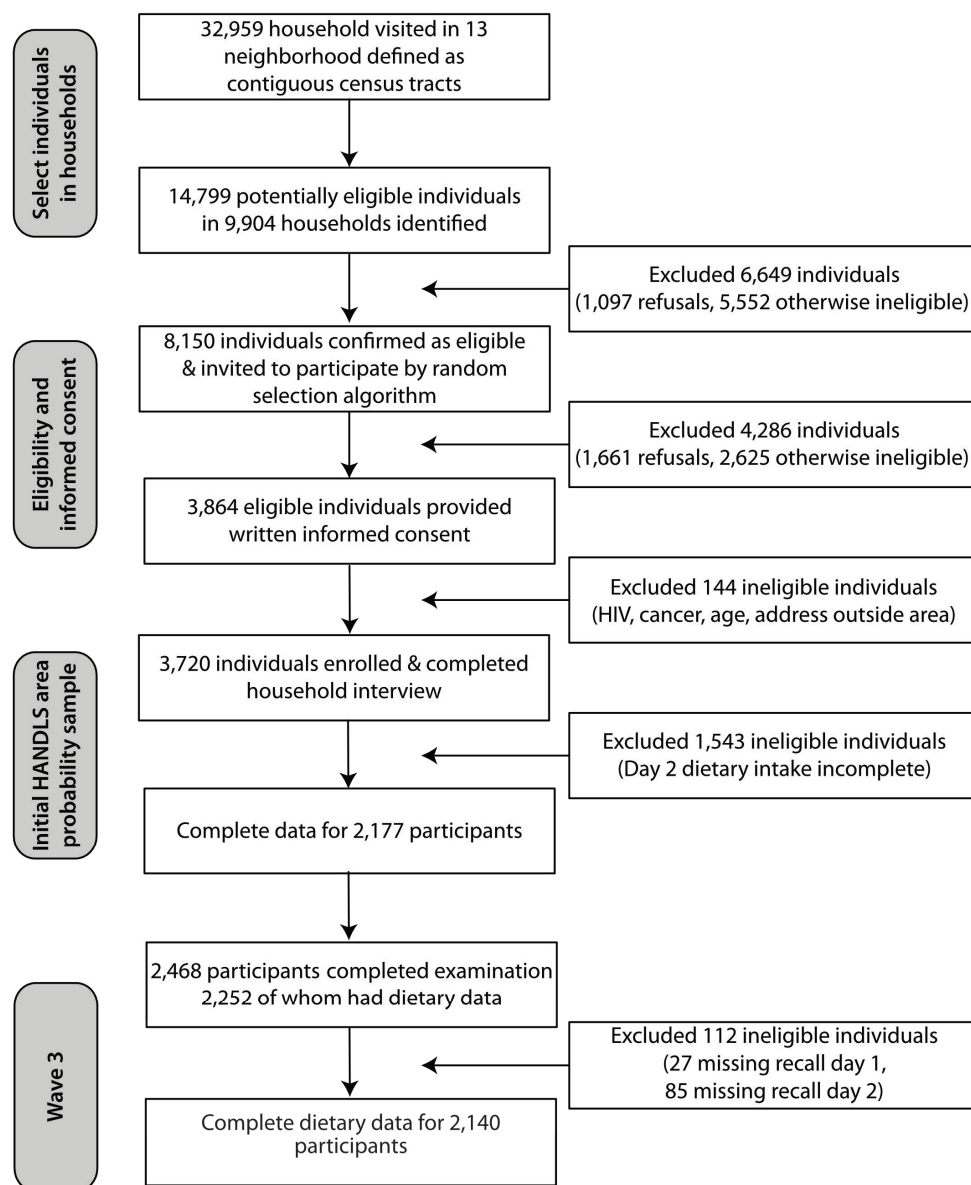 Select individuals
in households
32,959 household visited in 13
neighborhood defined as
contiguous census tracts
14,799 potentially eligible individuals
in 9,904 households identified
Excluded 6,649 individuals
(1,097 refusals, 5,552 otherwise ineligible)
Eligibility and
informed consent
8,150 individuals confirmed as eligible
& invited to participate by random
selection algorithm
Excluded 4,286 individuals
(1,661 refusals, 2,625 otherwise ineligible)
3,864 eligible individuals provided
written informed consent
Excluded 144 ineligible individuals
(HIV, cancer, age, address outside area)
Initial HANDLS area
probability sample
3,720 individuals enrolled & completed
household interview
Excluded 1,543 ineligible individuals
(Day 2 dietary intake incomplete)
Complete data for 2,177 participants
Wave 3
2,468 participants completed examination
2,252 of whom had dietary data
Excluded 112 ineligible individuals
(27 missing recall day 1,
85 missing recall day 2)
Complete dietary data for 2,140
participants